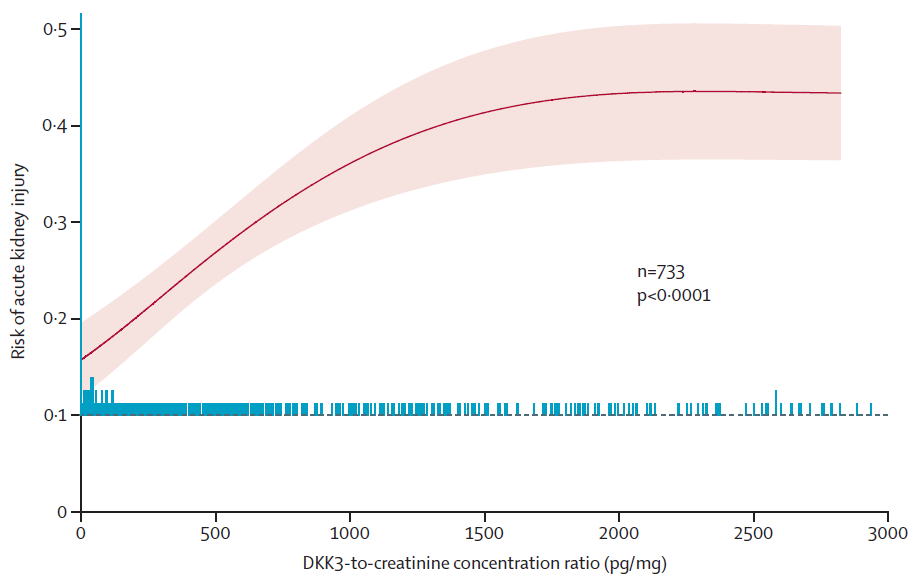 0·5
0·4
0·3
0·2
0·1
0
Risk of acute kidney injury
n=733
p<0·0001
0 500 1000 1500 2000 2500 3000
DKK3-to-creatinine concentration ratio (pg/mg)